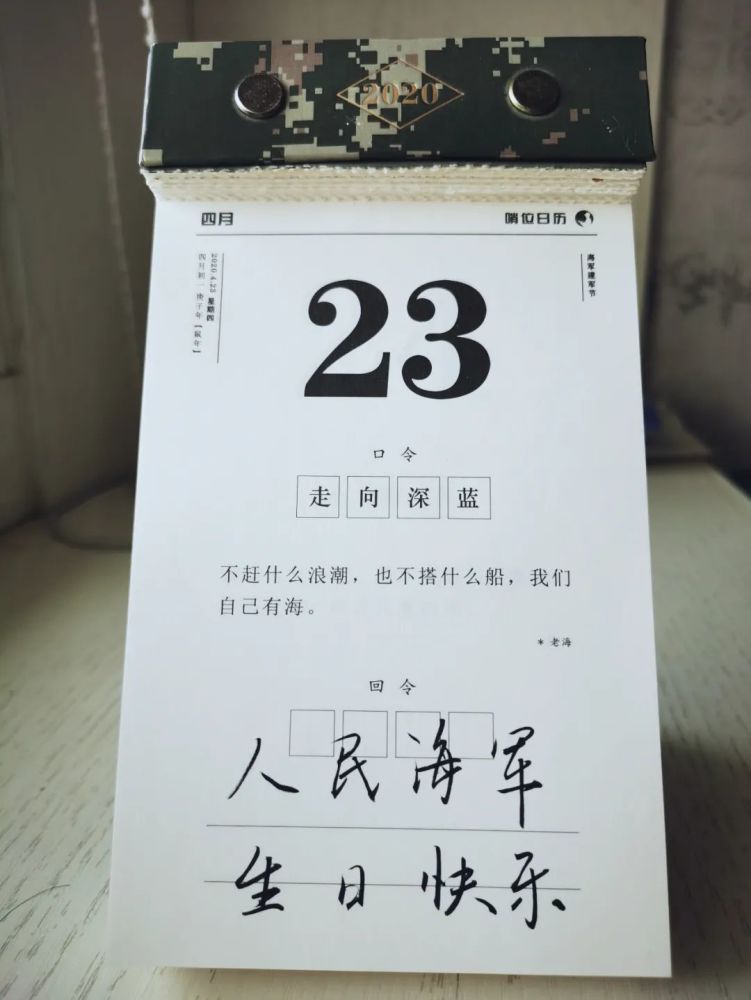 2020
四月 哨位日历
2020.4.23 星期四
四月初一 庚子年【鼠年】
海军建军节
23
口令
走向深蓝
不赶什么浪潮，也不搭什么船，我们
自己有海。
* 老海
回令
人民海军
生日快乐